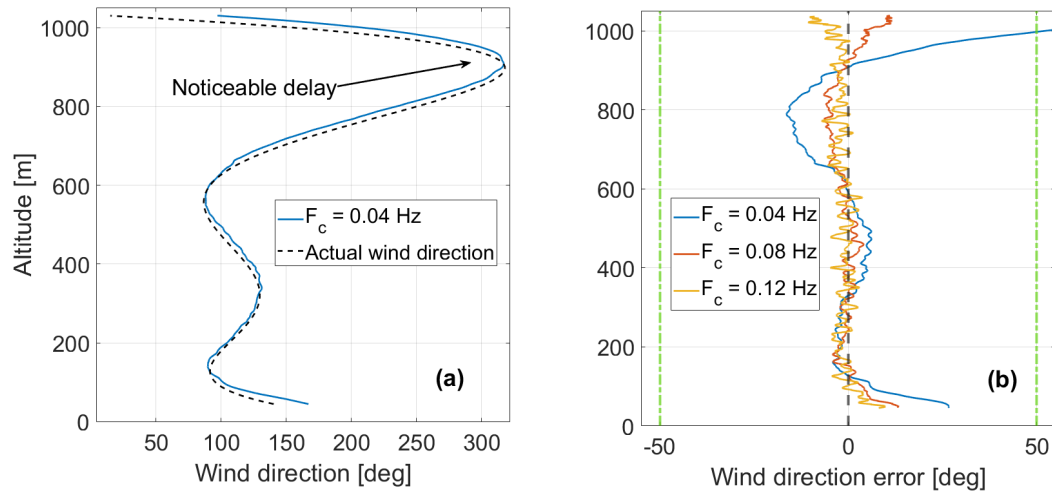 1000
800
600
400
200
0
Altitude [m]
50
100
150
200
250
300
Wind direction [deg]
Noticeable delay
F_c = 0.04 Hz
Actual wind direction
(a)
1000
800
600
400
200
0
-50
0
50
Wind direction error [deg]
F_c = 0.04 Hz
F_c = 0.08 Hz
F_c = 0.12 Hz
(b)